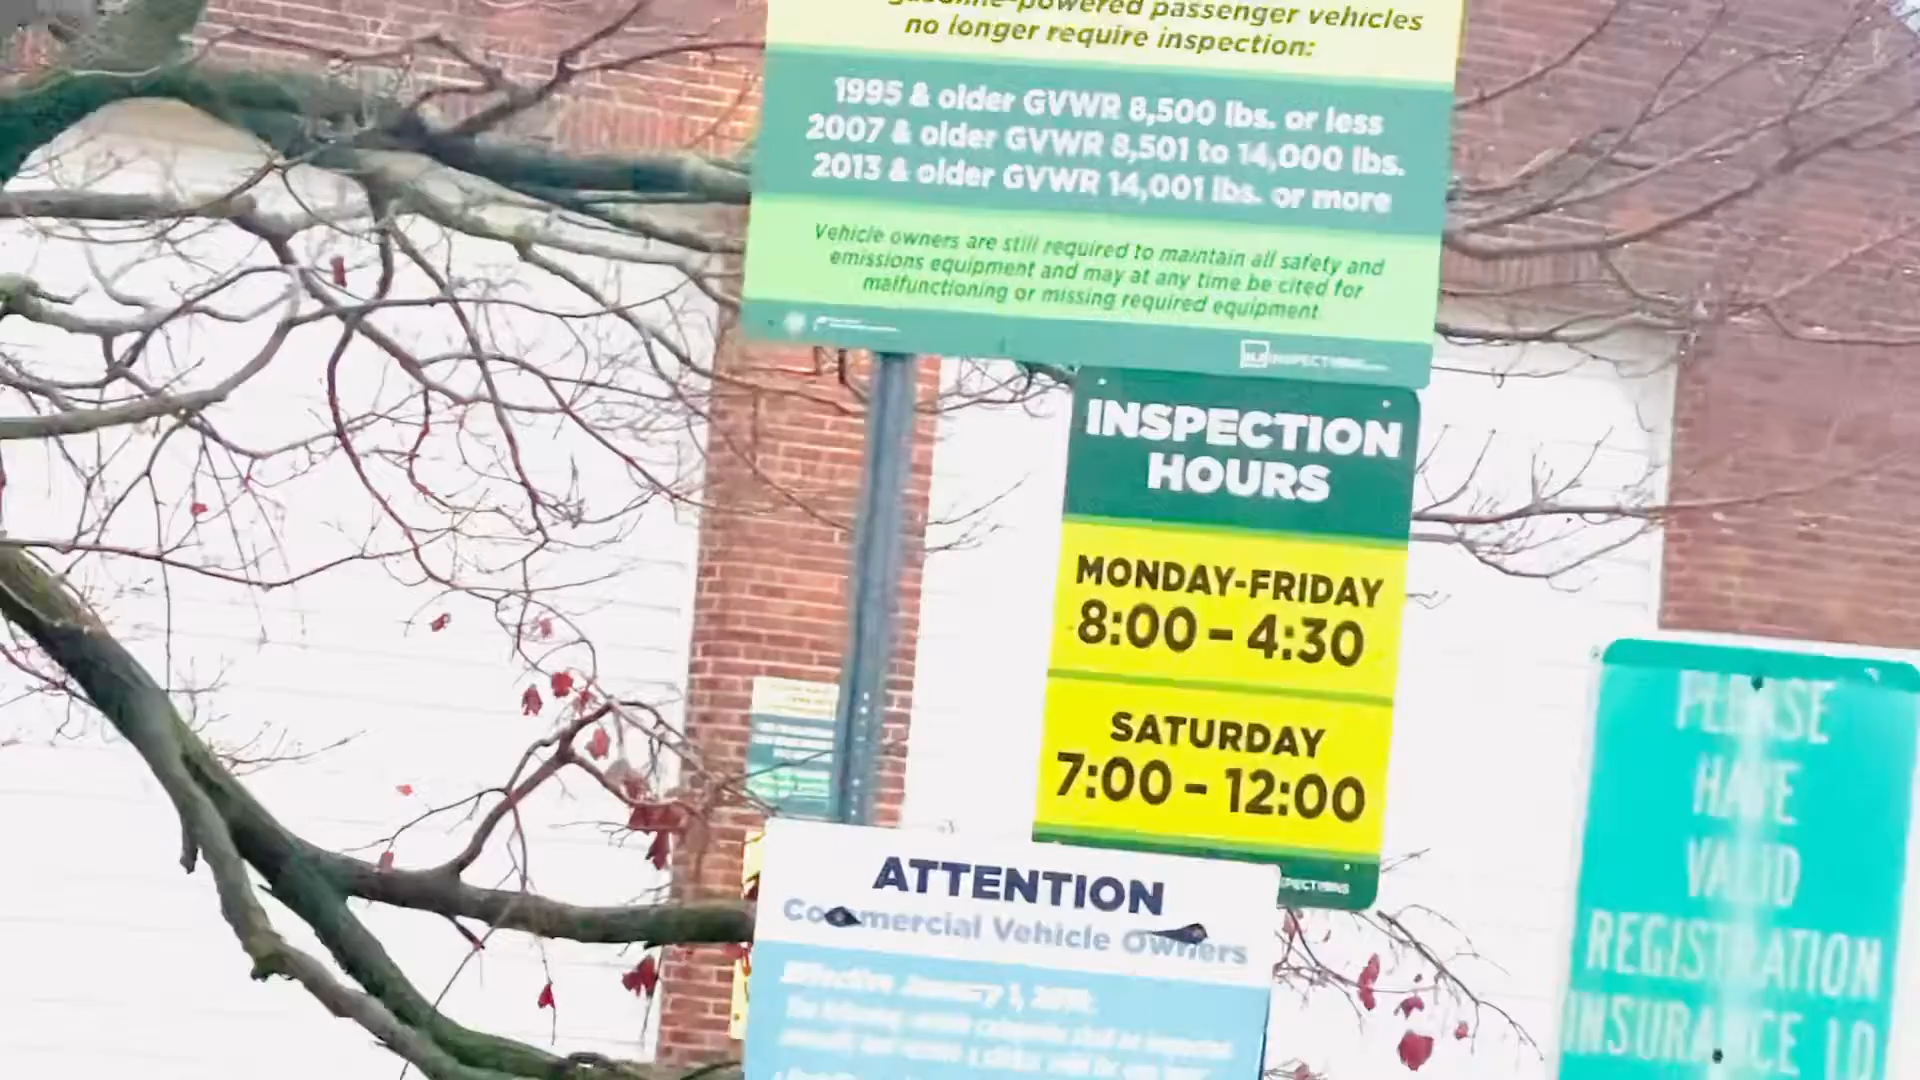 powered passenger vehicles
no longer require inspection:
1995 & older GVWR 8,500 lbs. or less
2007 & older GVWR 8,501 to 14,000 lbs.
2013 & older GVWR 14,001 lbs. or more
Vehicle owners are still required to maintain all safety and
emissions equipment and may at any time be cited for
malfunctioning or missing required equipment.
INSPECTION
HOURS
MONDAY-FRIDAY
8:00 – 4:30
SATURDAY
7:00 – 12:00
ATTENTION
Commercial Vehicle Owners
Effective January 1,
PLEASE
HAVE
VALID
REGISTRATION
INSURANCE I D